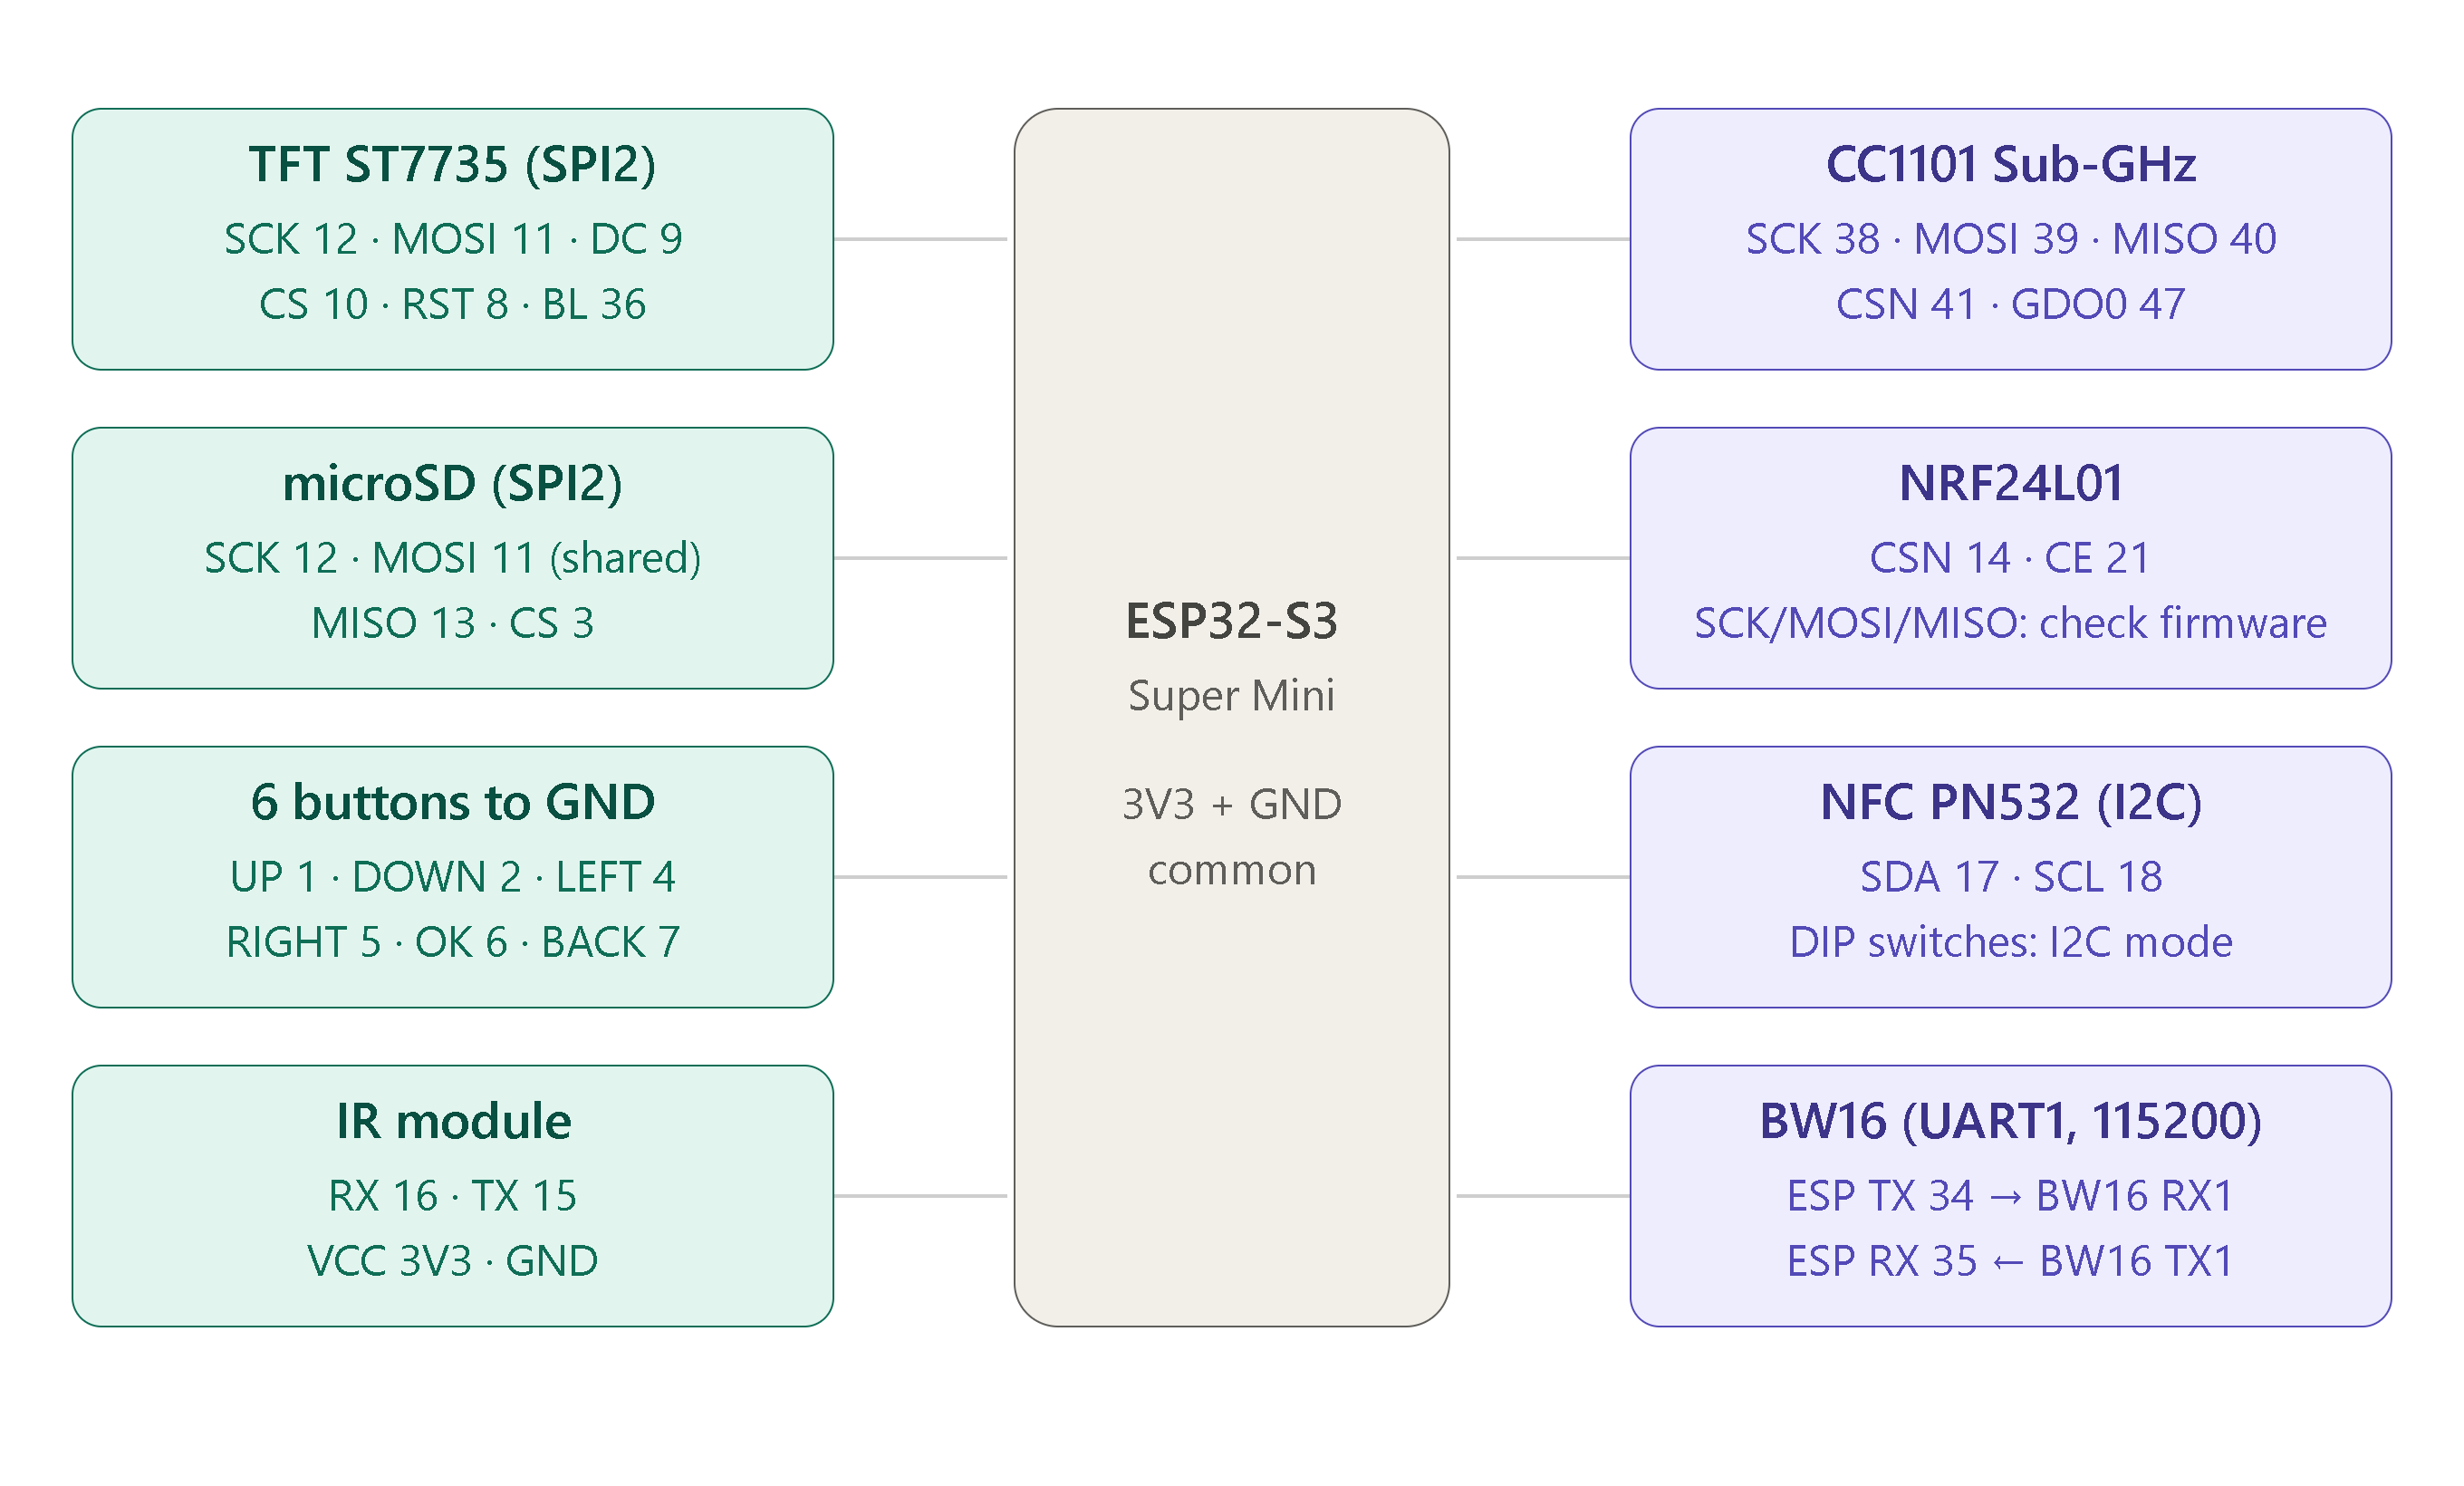 TFT ST7735 (SPI2)
SCK 12 · MOSI 11 · DC 9
CS 10 · RST 8 · BL 36
microSD (SPI2)
SCK 12 · MOSI 11 (shared)
MISO 13 · CS 3
6 buttons to GND
UP 1 · DOWN 2 · LEFT 4
RIGHT 5 · OK 6 · BACK 7
IR module
RX 16 · TX 15
VCC 3V3 · GND
ESP32-S3
Super Mini
3V3 + GND
common
CC1101 Sub-GHz
SCK 38 · MOSI 39 · MISO 40
CSN 41 · GDO0 47
NRF24L01
CSN 14 · CE 21
SCK/MOSI/MISO: check firmware
NFC PN532 (I2C)
SDA 17 · SCL 18
DIP switches: I2C mode
BW16 (UART1, 115200)
ESP TX 34 → BW16 RX1
ESP RX 35 ← BW16 TX1